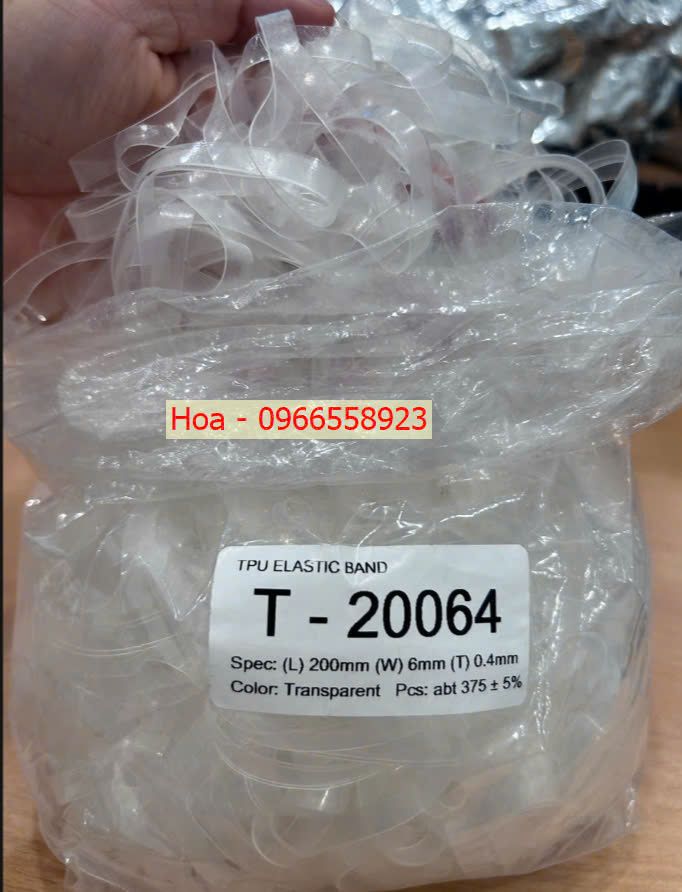 Hoa - 0966558923
TPU ELASTIC BAND
T - 20064
Spec: (L) 200mm (W) 6mm (T) 0.4mm
Color: Transparent Pcs: abt 375 ± 5%